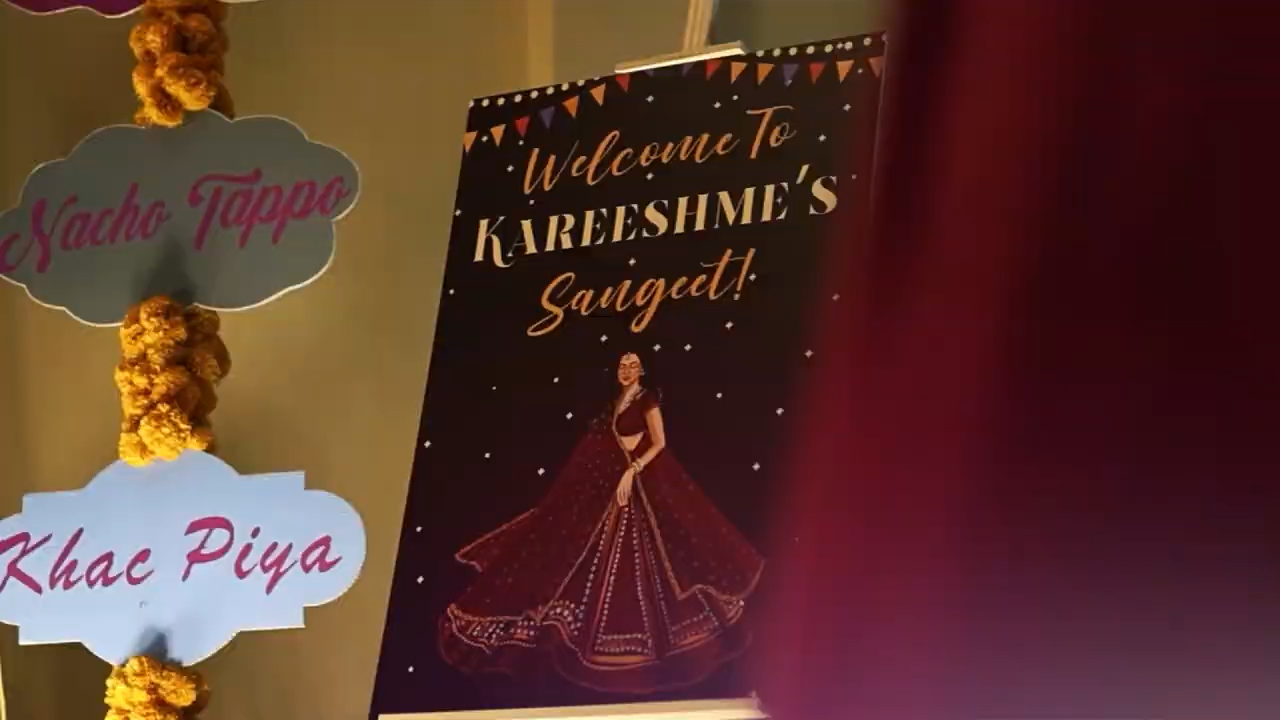 Nacho Tappo
Khac Piya
Welcome To
KAREESHME'S
Sangeet!